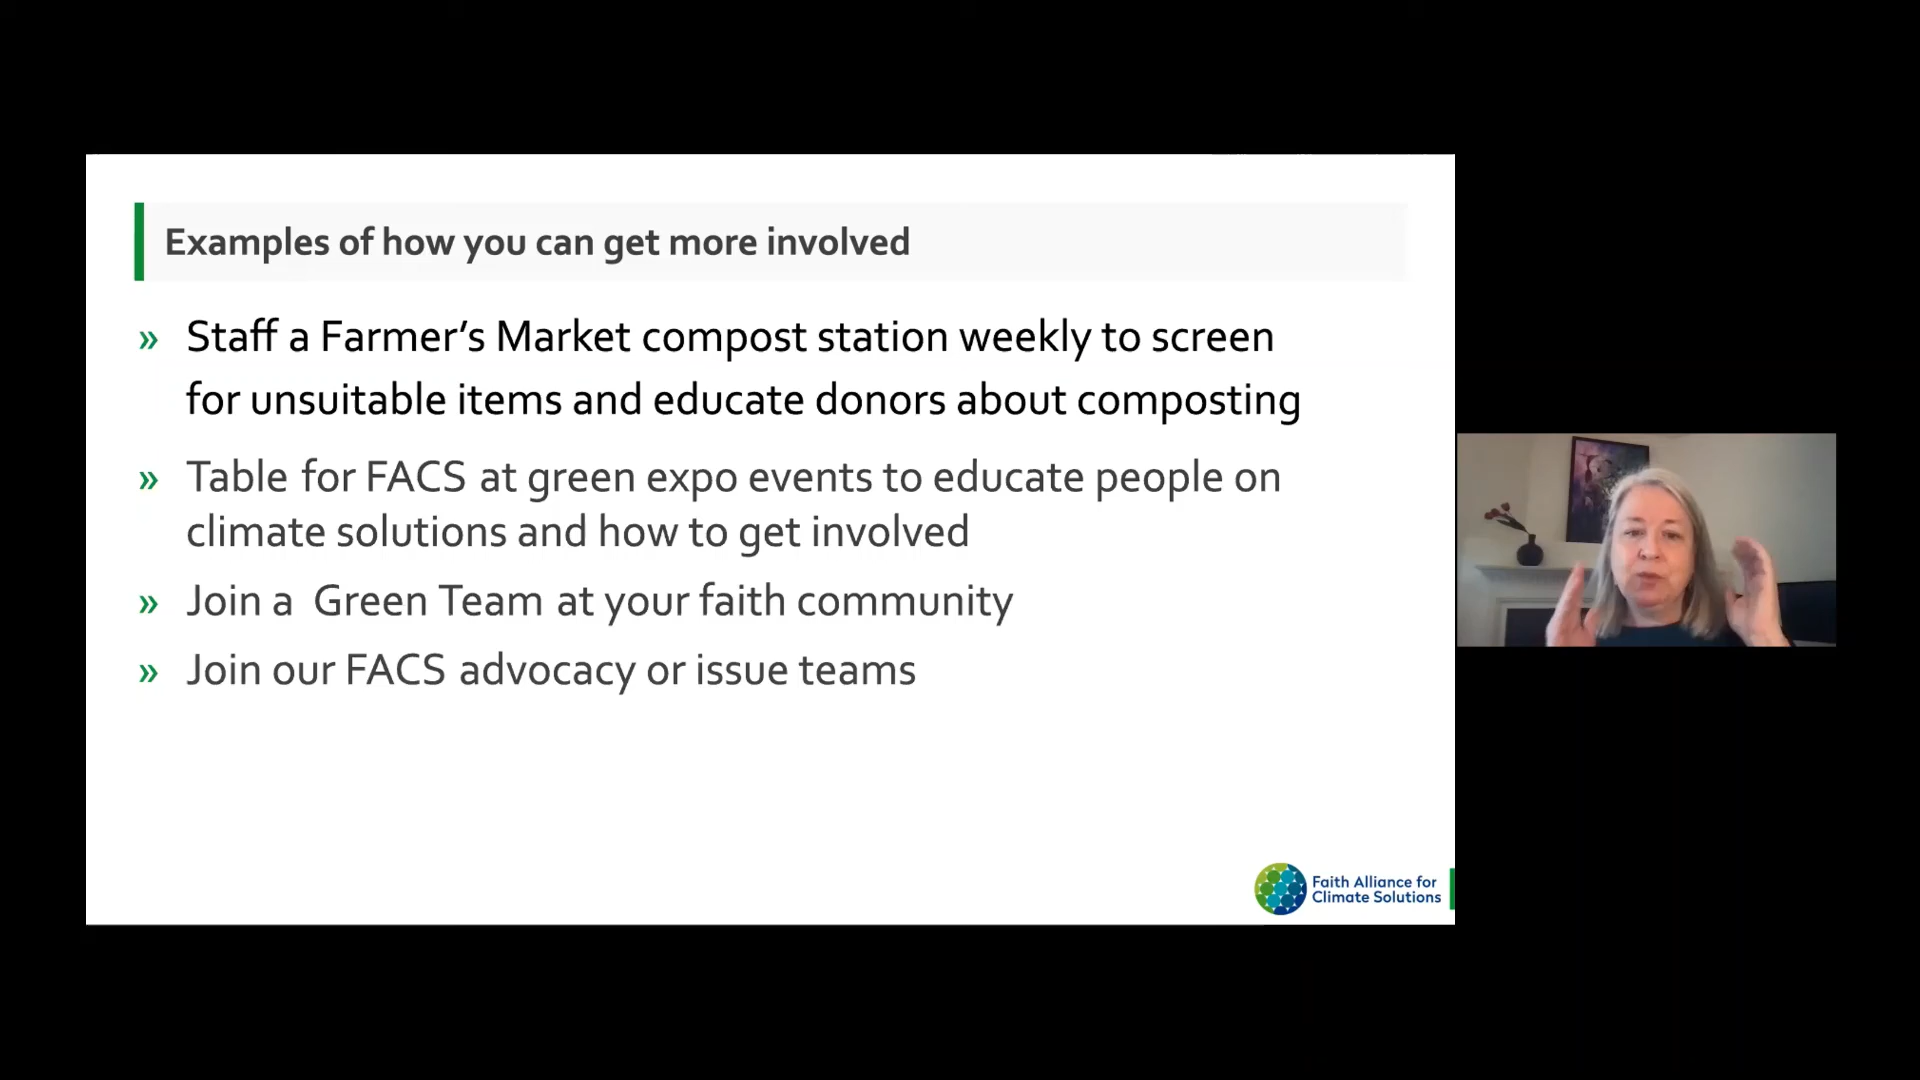 Examples of how you can get more involved
» Staff a Farmer’s Market compost station weekly to screen
for unsuitable items and educate donors about composting
» Table for FACS at green expo events to educate people on
climate solutions and how to get involved
» Join a Green Team at your faith community
» Join our FACS advocacy or issue teams
Faith Alliance for
Climate Solutions